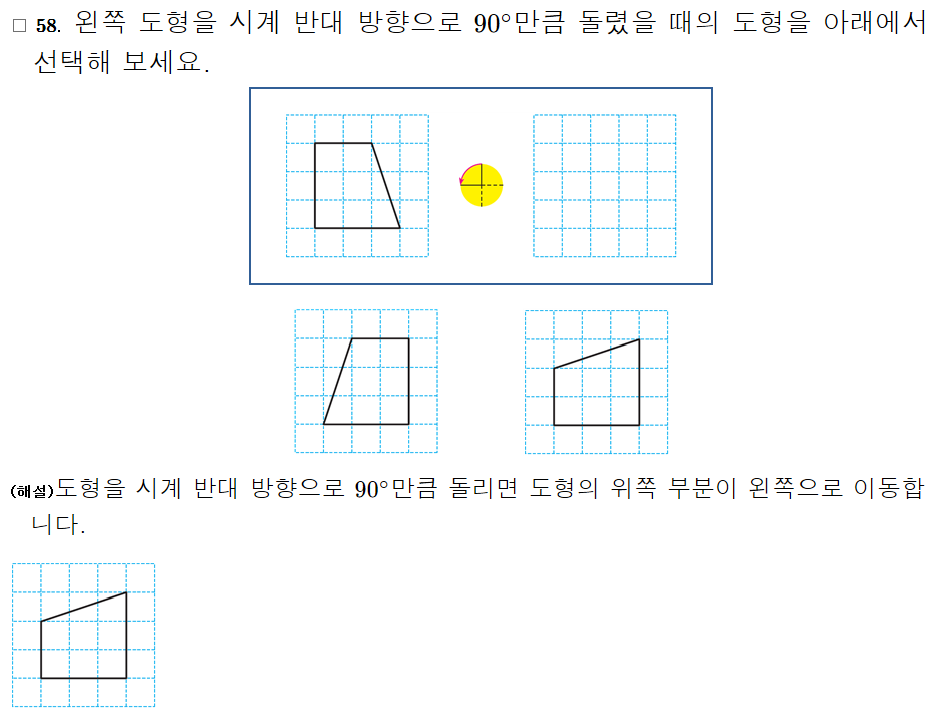 □ 58. 왼쪽 도형을 시계 반대 방향으로 90°만큼 돌렸을 때의 도형을 아래에서
선택해 보세요.
(해설)도형을 시계 반대 방향으로 90°만큼 돌리면 도형의 위쪽 부분이 왼쪽으로 이동합
니다.